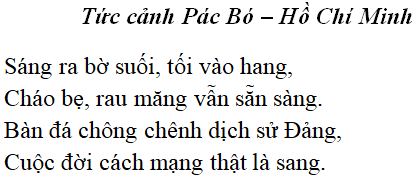 Tức cảnh Pác Bó – Hồ Chí Minh
Sáng ra bờ suối, tối vào hang,
Cháo bẹ, rau măng vẫn sẵn sàng.
Bàn đá chông chênh dịch sử Đảng,
Cuộc đời cách mạng thật là sang.